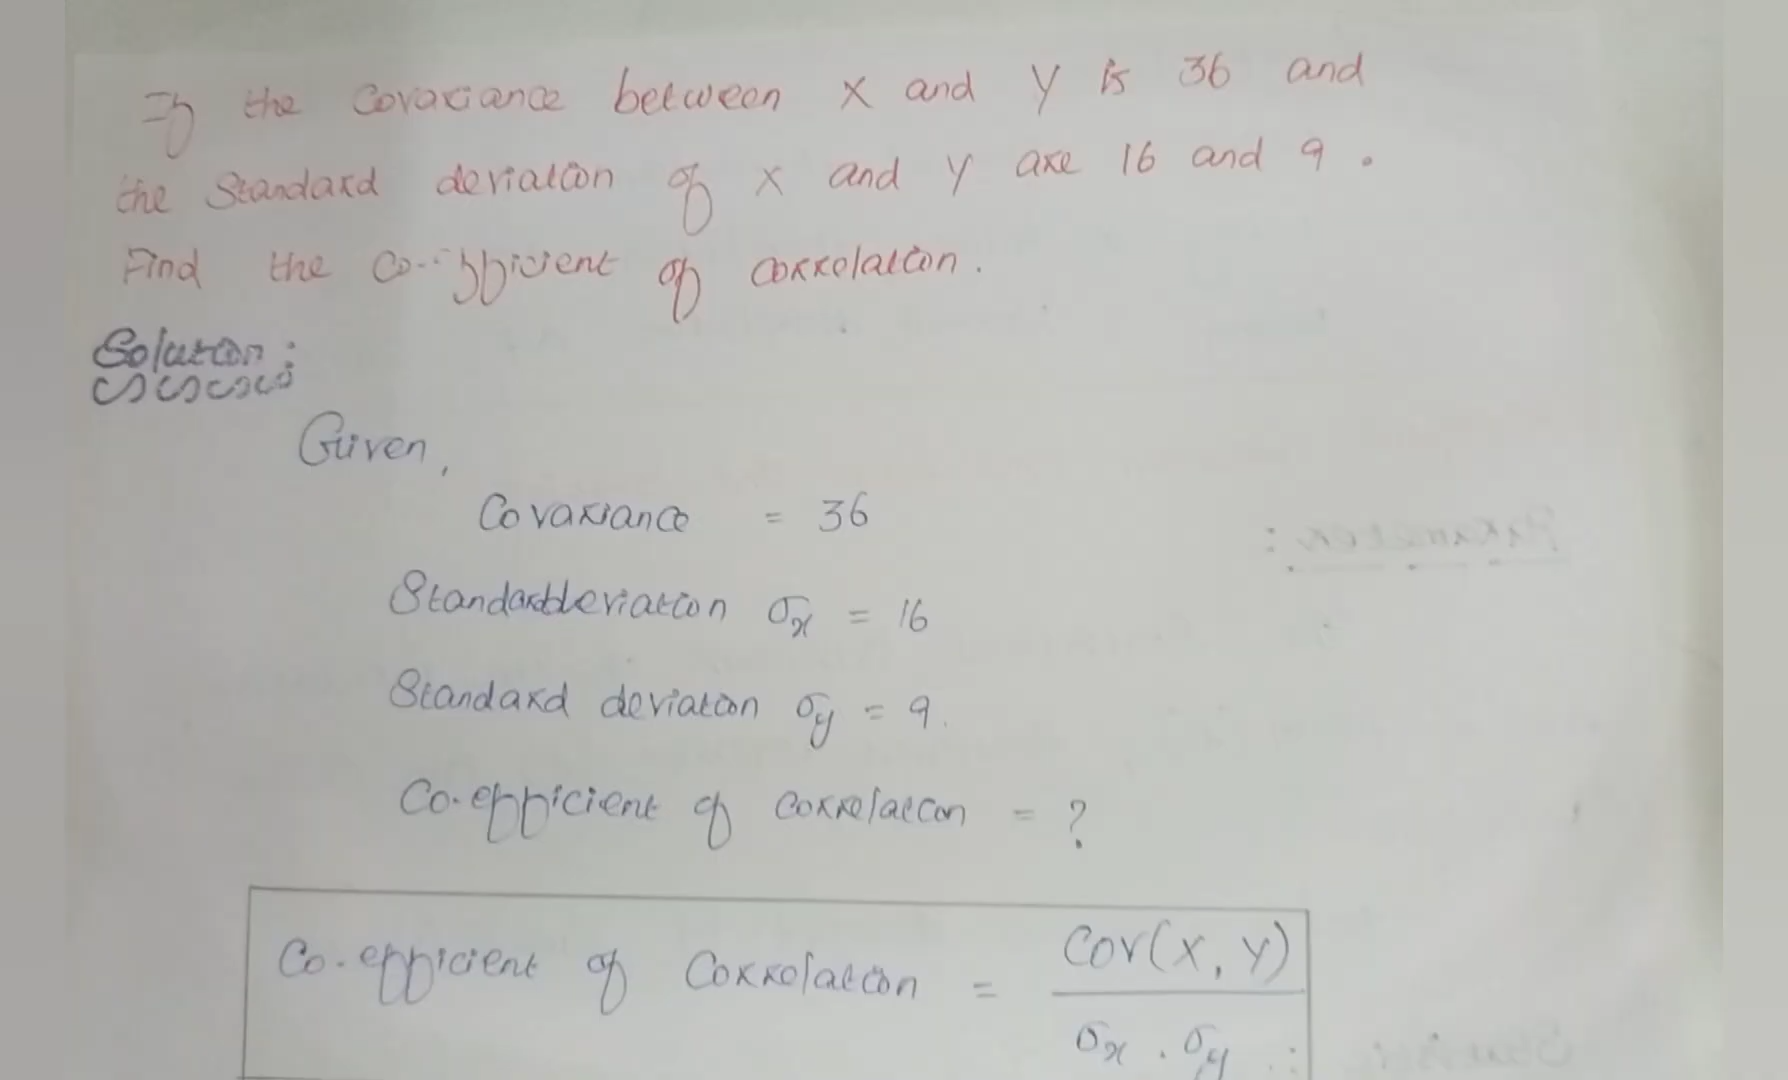 If the Covariance between X and Y is 36 and
the Standard deviation of X and Y are 16 and 9.
Find the Co-efficient of correlation.
Solution:
Given,
Covariance = 36
Standard deviation σx = 16
Standard deviation σy = 9.
Co-efficient of correlation = ?
Co-efficient of Correlation = Cov(X, Y)
σx . σy